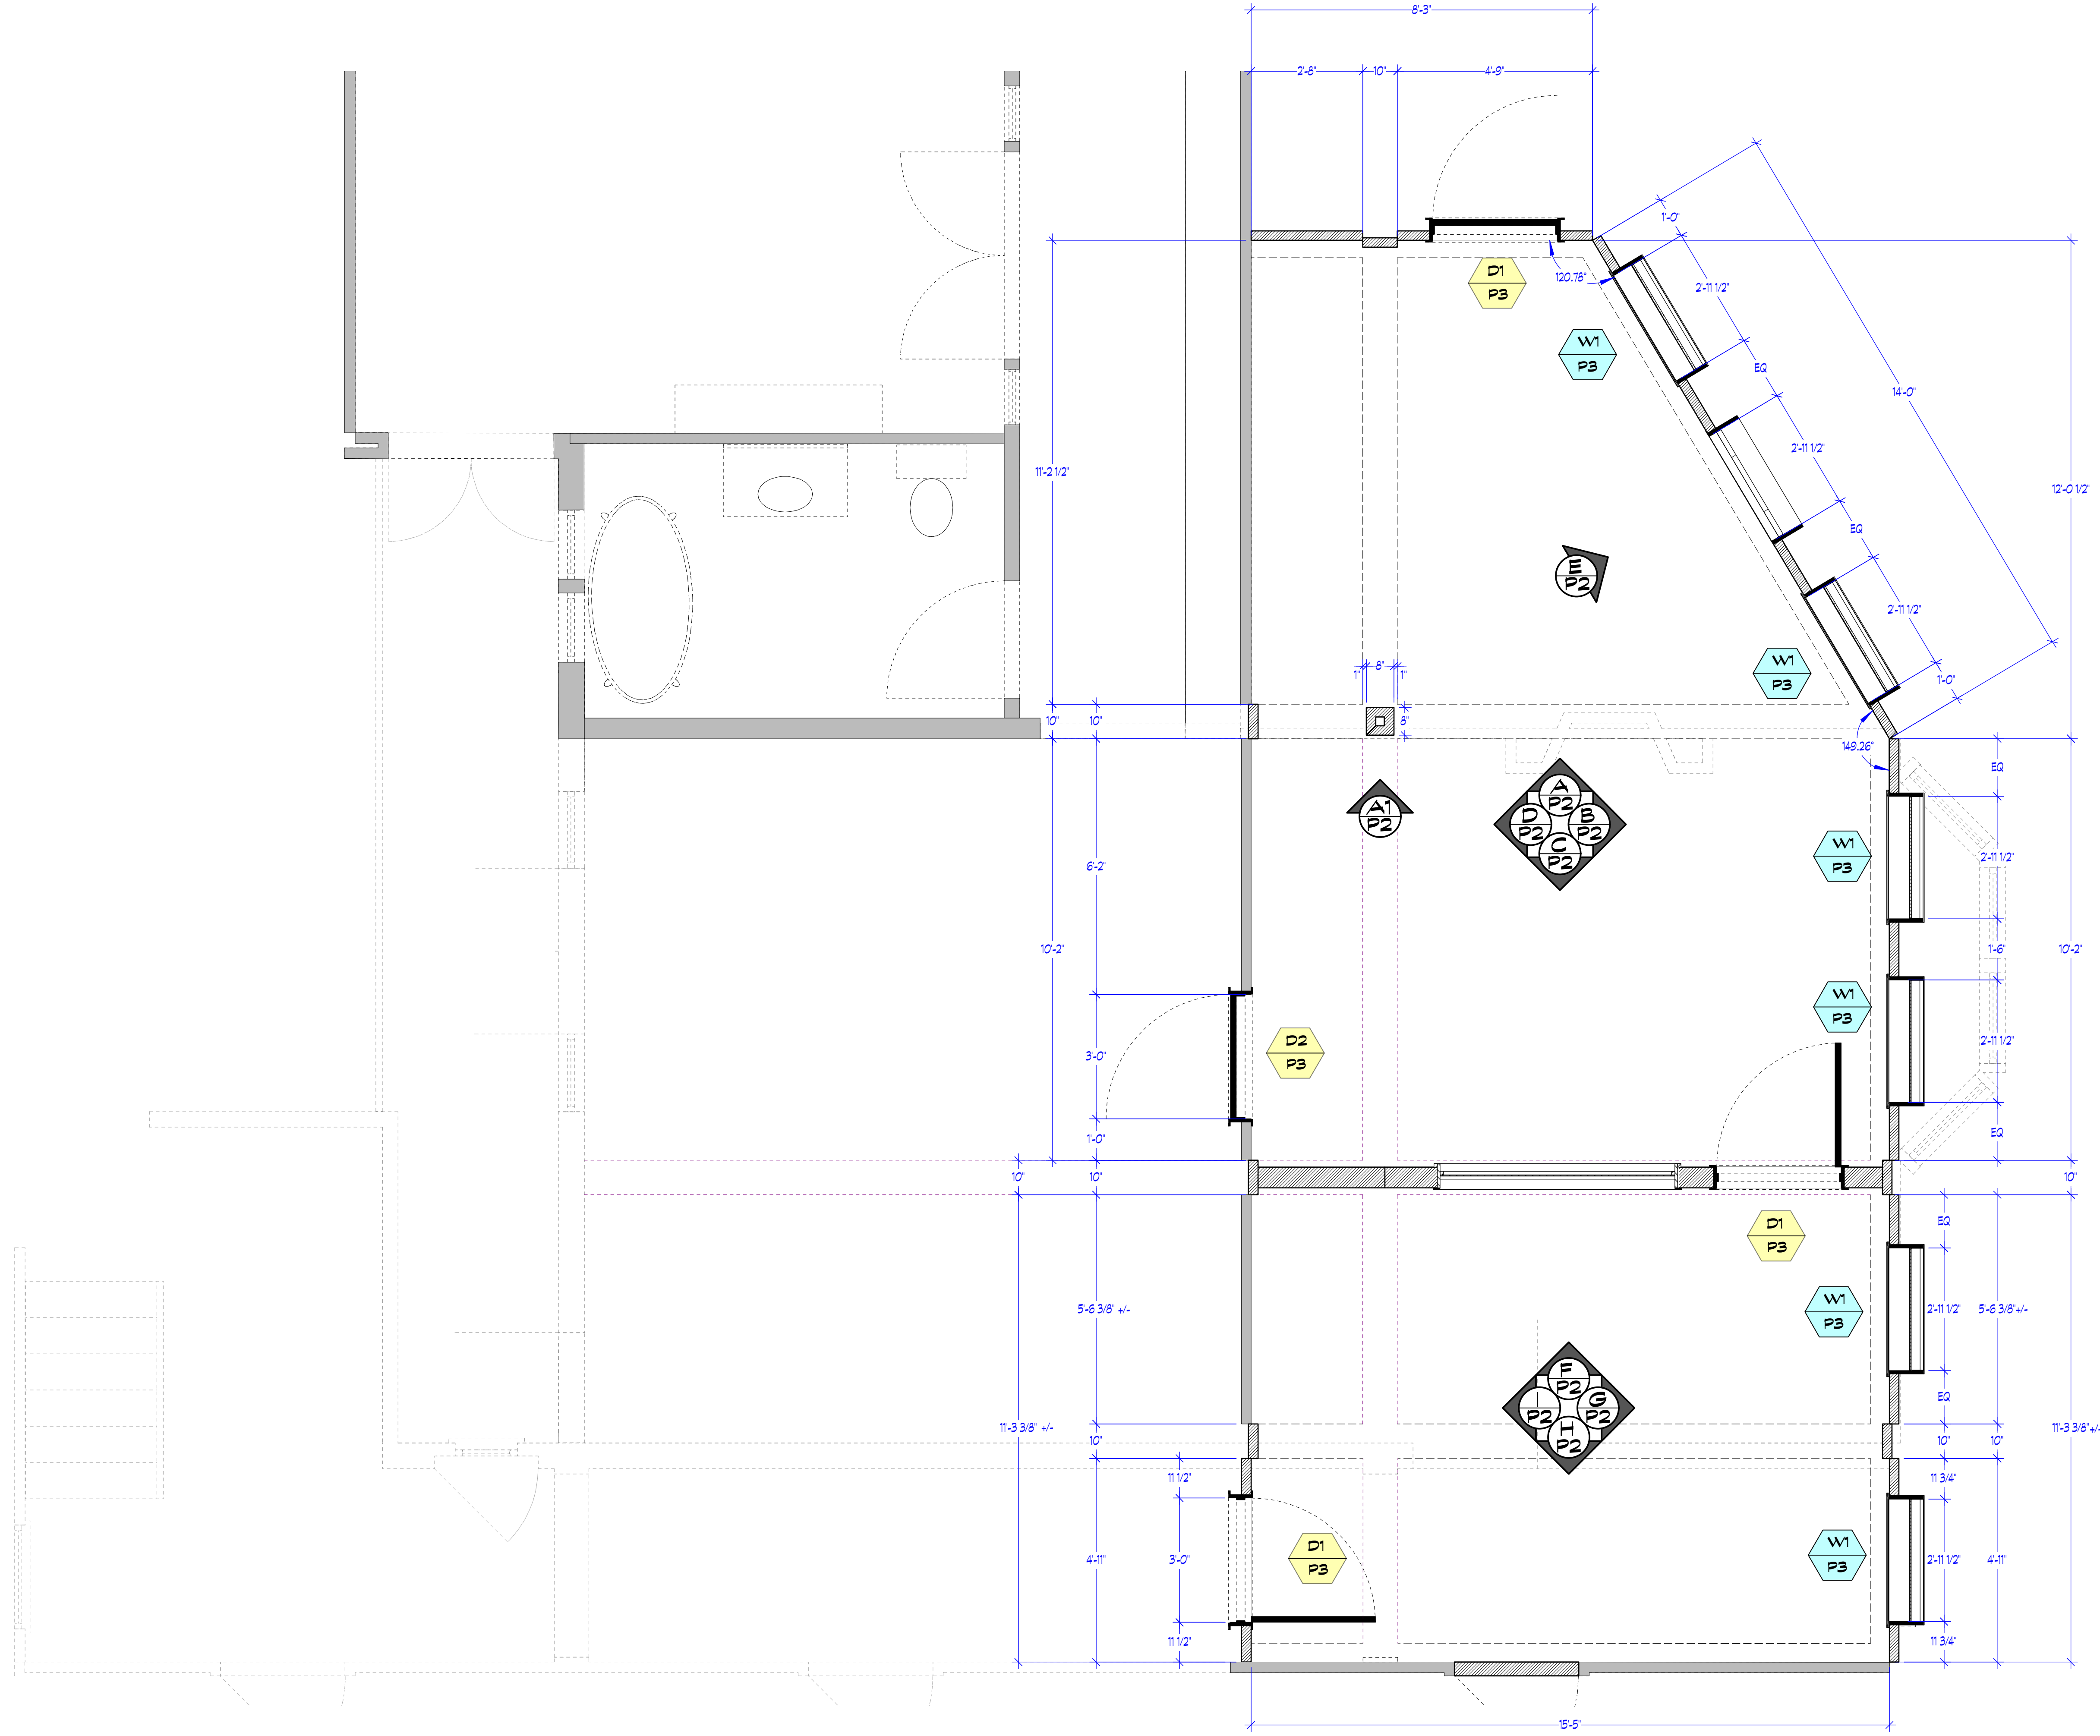 8'-3"
2'-8"
10"
4'-9"
1'-0"
D1
P3
120.78°
2'-11 1/2"
14'-0"
12'-0 1/2"
W1
P3
EQ
2'-11 1/2"
11'-2 1/2"
EQ
E
P2
2'-11 1/2"
1"
8"
1"
W1
P3
1'-0"
10"
10"
8"
149.26°
EQ
A
P2
D
P2
B
P2
C
P2
A1
P2
W1
P3
2'-11 1/2"
6'-2"
10'-2"
1'-6"
10'-2"
W1
P3
2'-11 1/2"
D2
P3
3'-0"
1'-0"
EQ
10"
10"
10"
D1
P3
EQ
5'-6 3/8" +/-
W1
P3
2'-11 1/2"
5'-6 3/8"+/-
F
P2
I
P2
G
P2
H
P2
EQ
11'-3 3/8" +/-
10"
10"
10"
11'-3 3/8"+/-
11 1/2"
11 3/4"
4'-11"
3'-0"
D1
P3
W1
P3
2'-11 1/2"
4'-11"
11 1/2"
11 3/4"
15'-5"